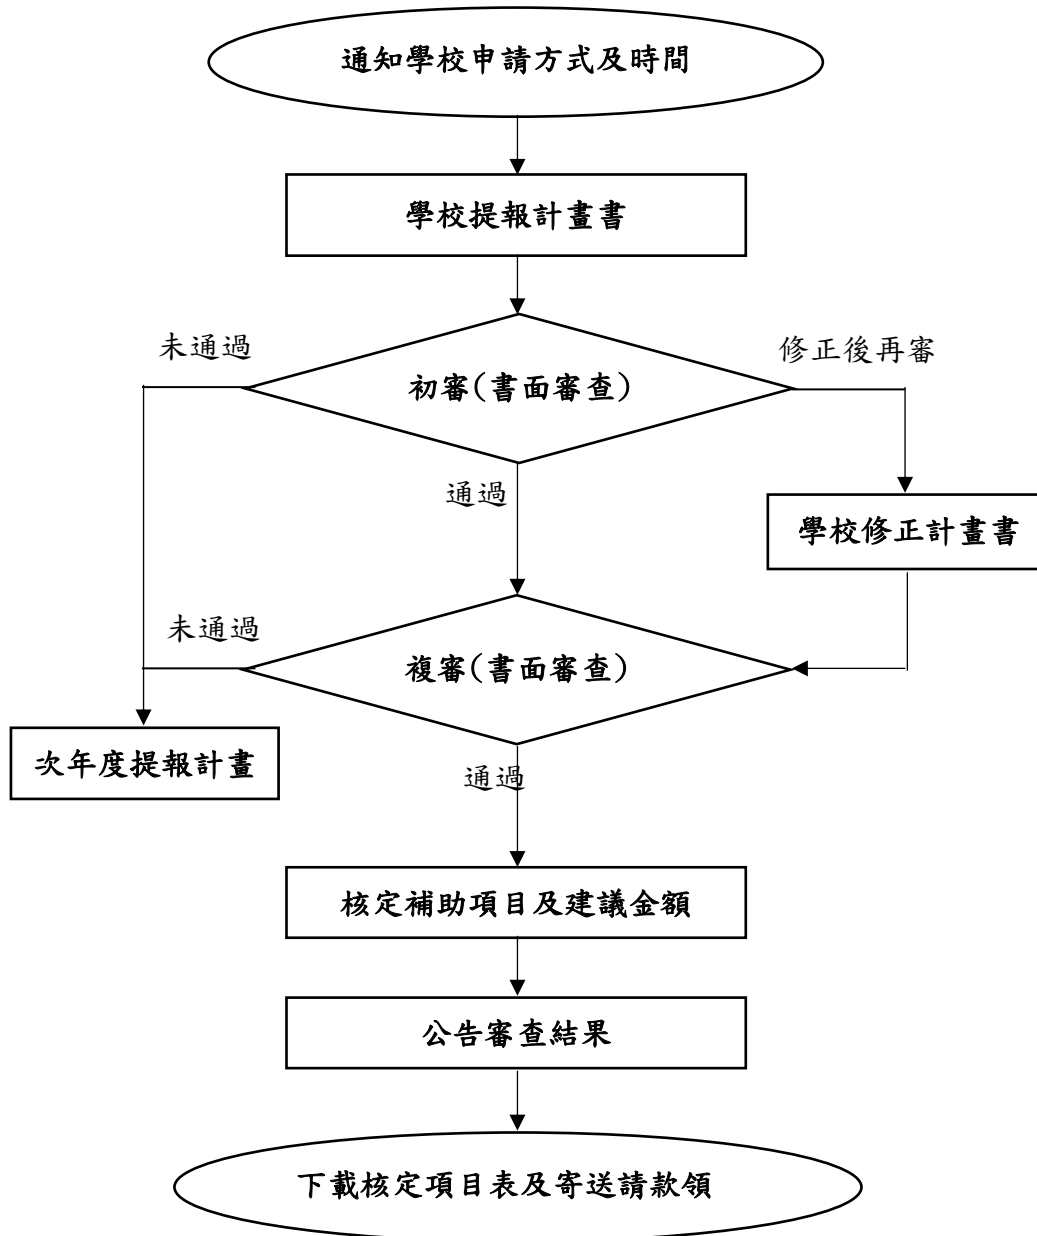 通知學校申請方式及時間
學校提報計畫書
未通過
修正後再審
初審(書面審查)
通過
學校修正計畫書
未通過
複審(書面審查)
次年度提報計畫
通過
核定補助項目及建議金額
公告審查結果
下載核定項目表及寄送請款領